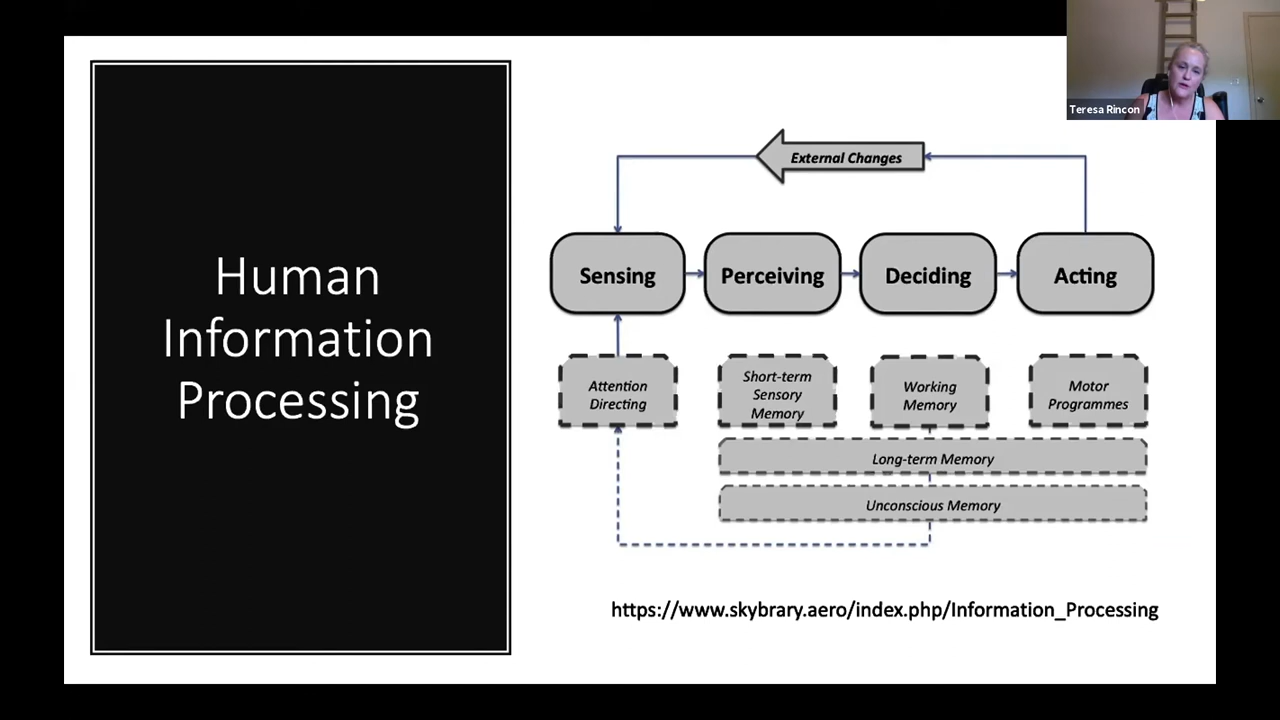 Teresa Rincon
Human
Information
Processing
External Changes
Sensing
Perceiving
Deciding
Acting
Attention
Directing
Short-term
Sensory
Memory
Working
Memory
Motor
Programmes
Long-term Memory
Unconscious Memory
https://www.skybrary.aero/index.php/Information_Processing